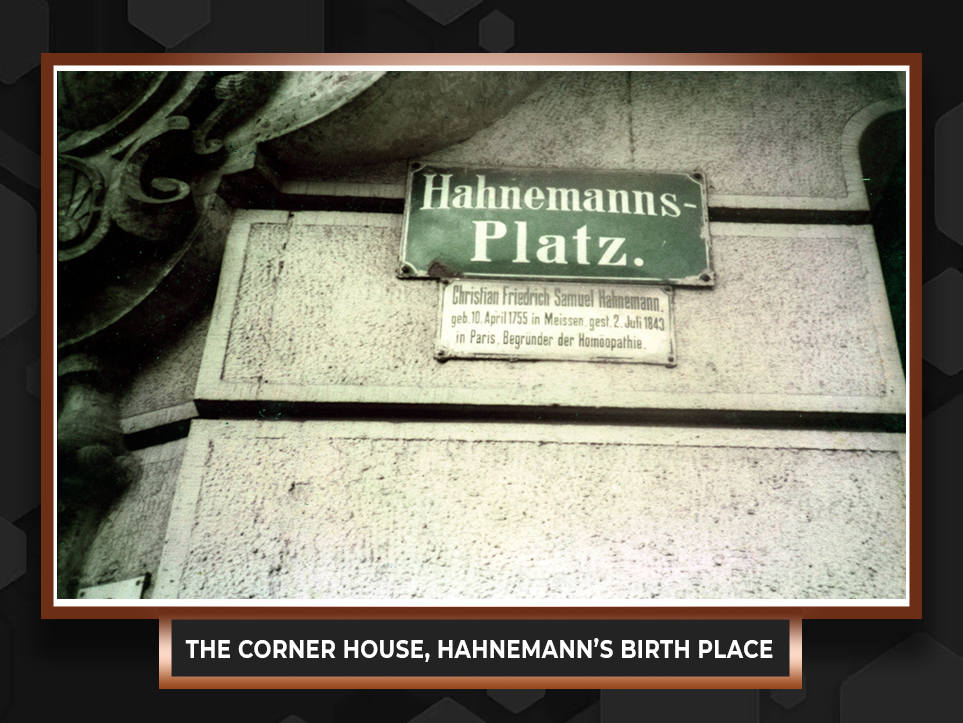 Hahnemanns-
Platz.
Christian Friedrich Samuel Hahnemann,
geb. 10. April 1755 in Meissen, gest. 2. Juli 1843
in Paris, Begründer der Homöopathie.
THE CORNER HOUSE, HAHNEMANN’S BIRTH PLACE